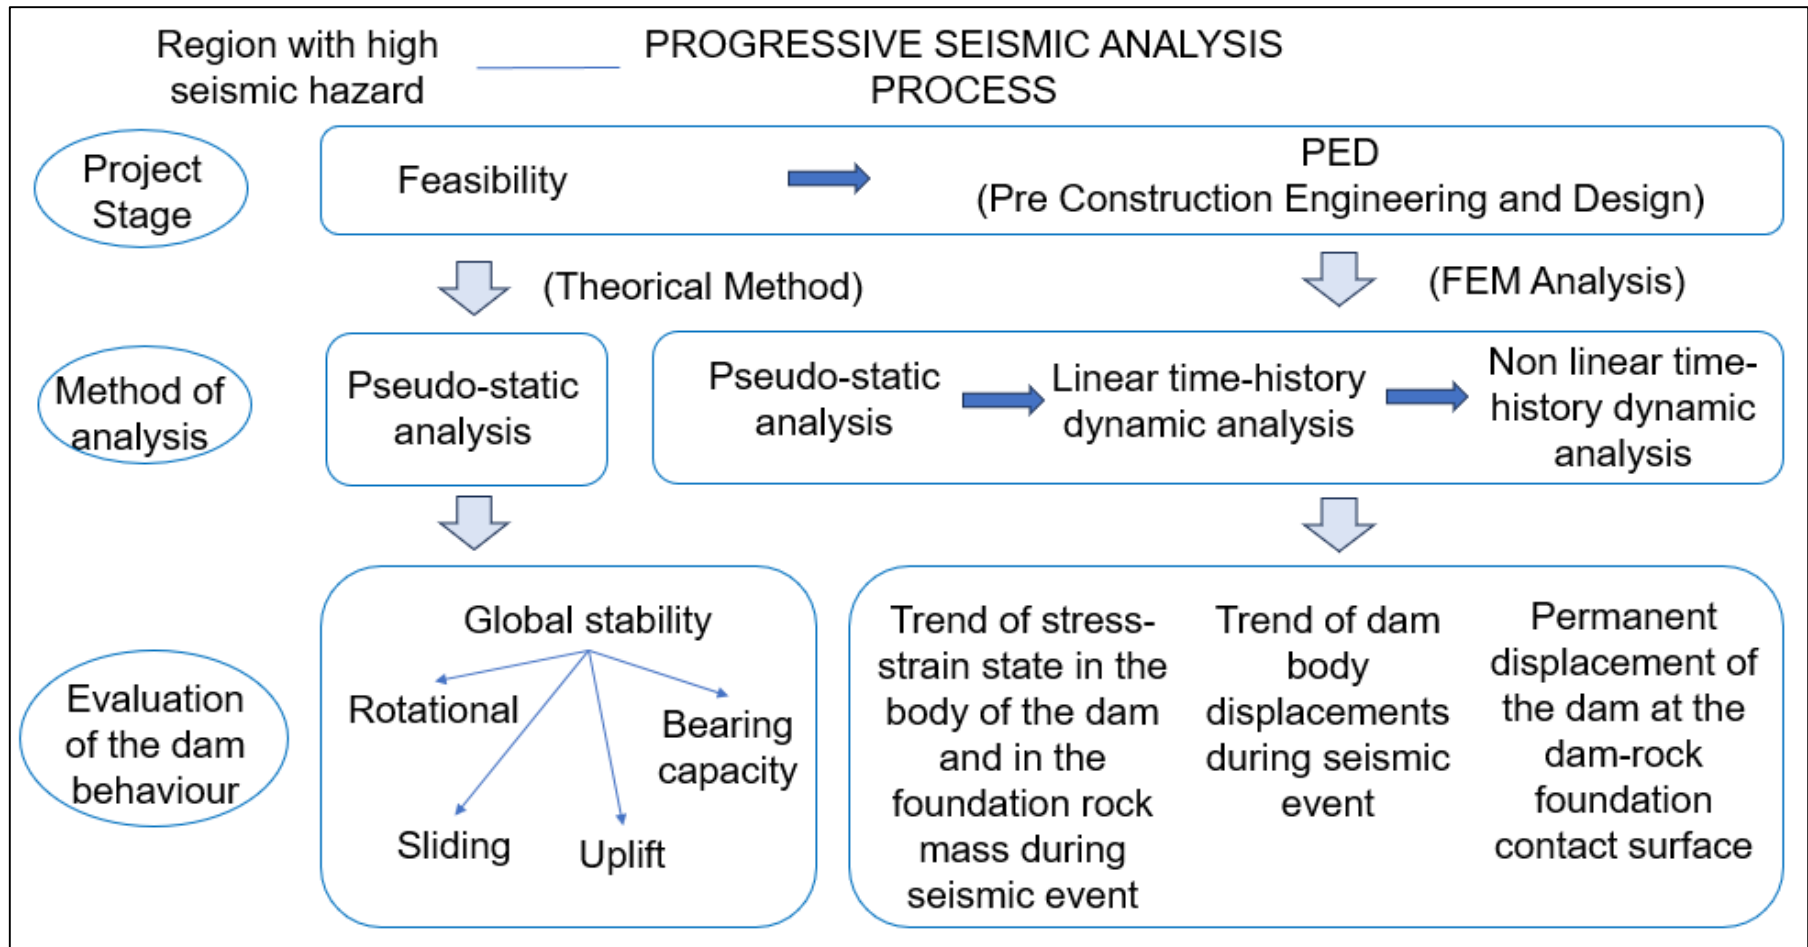 Region with high
seismic hazard
PROGRESSIVE SEISMIC ANALYSIS
PROCESS
Project
Stage
Feasibility
PED
(Pre Construction Engineering and Design)
(Theorical Method)
(FEM Analysis)
Method of
analysis
Pseudo-static
analysis
Pseudo-static
analysis
Linear time-history
dynamic analysis
Non linear time-
history dynamic
analysis
Evaluation
of the dam
behaviour
Global stability
Rotational
Bearing
capacity
Sliding
Uplift
Trend of stress-
strain state in the
body of the dam
and in the
foundation rock
mass during
seismic event
Trend of dam
body
displacements
during seismic
event
Permanent
displacement of
the dam at the
dam-rock
foundation
contact surface